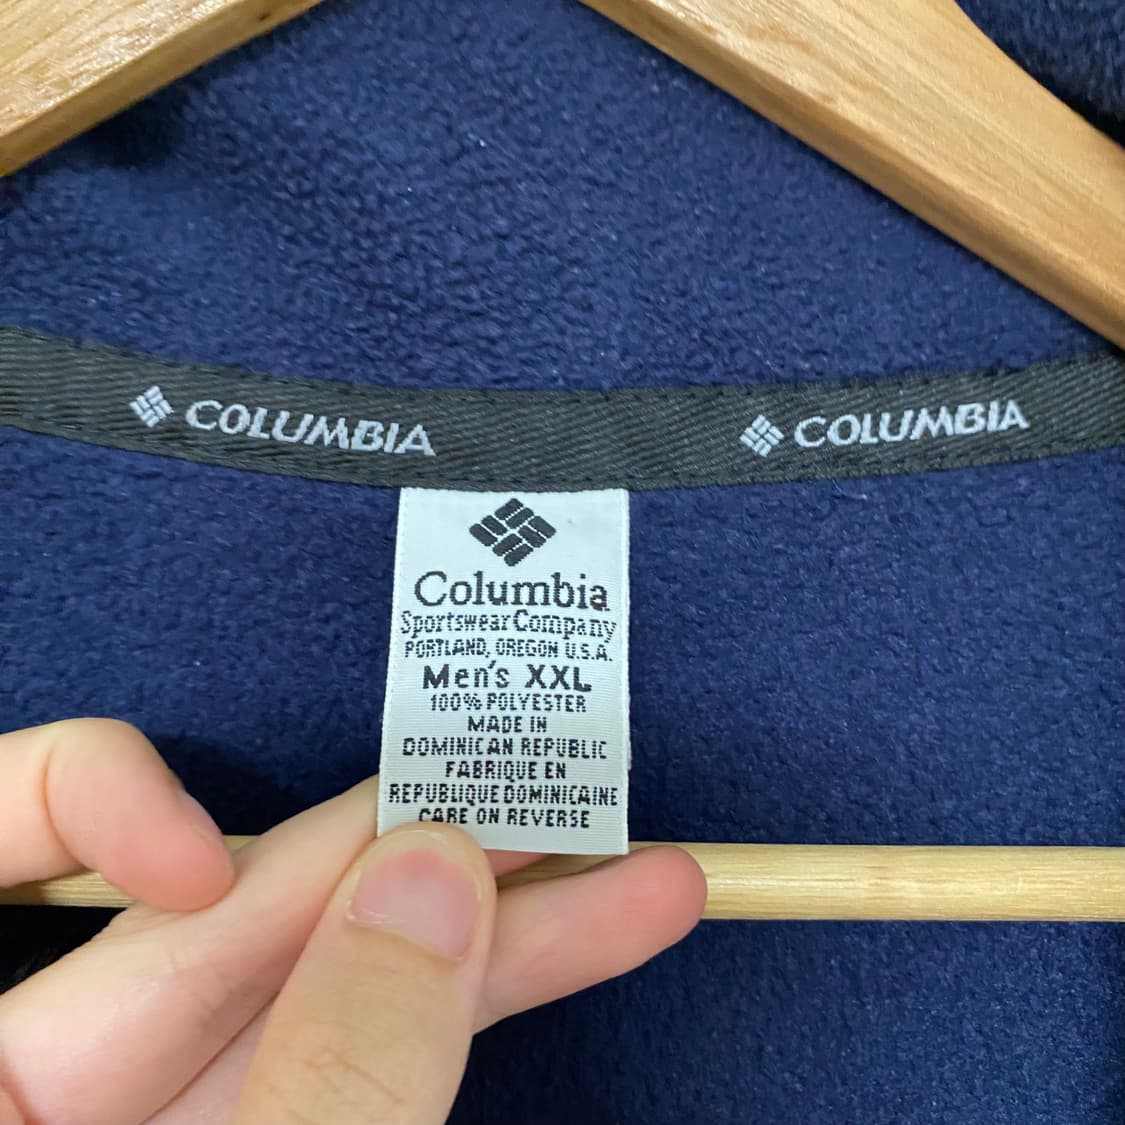 COLUMBIA COLUMBIA
Columbia
Sportswear Company
PORTLAND, OREGON U.S.A.
Men's XXL
100% POLYESTER
MADE IN
DOMINICAN REPUBLIC
FABRIQUE EN
REPUBLIQUE DOMINICAINE
CARE ON REVERSE